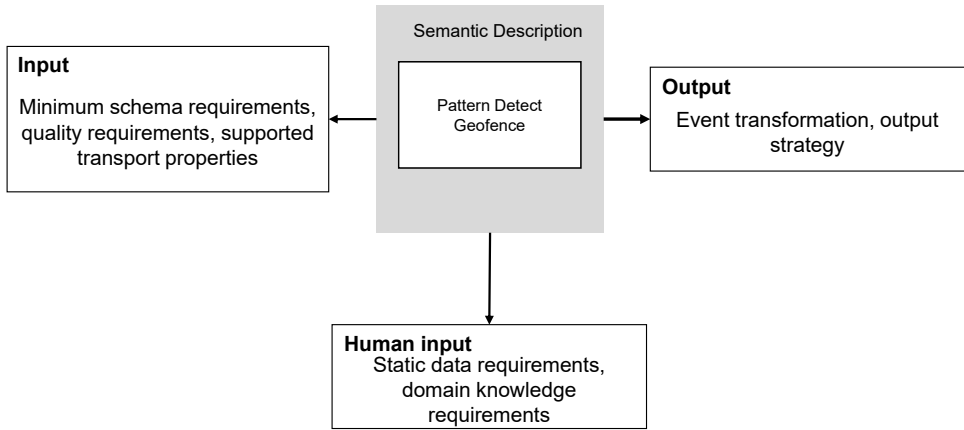 Semantic Description
Pattern Detect
Geofence
Input
Minimum schema requirements,
quality requirements, supported
transport properties
Output
Event transformation, output
strategy
Human input
Static data requirements,
domain knowledge
requirements